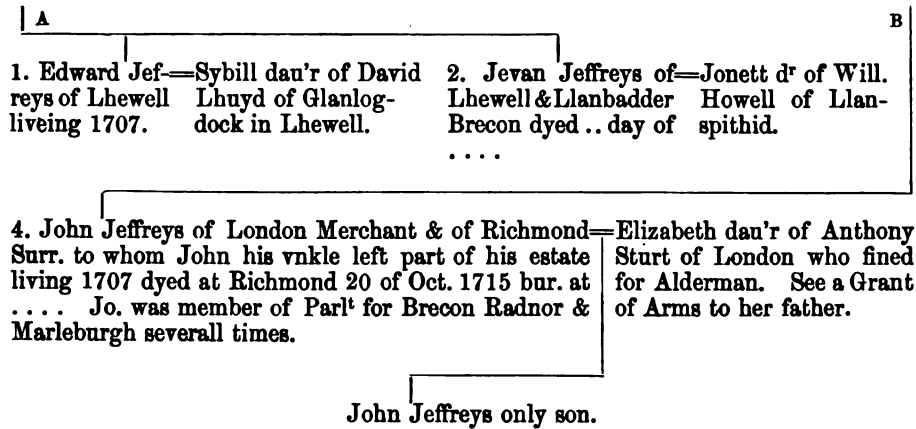 A
B
1. Edward Jef-=Sybill dau'r of David
reys of Lhewell Lhuyd of Glanlog-
liveing 1707. dock in Lhewell.
2. Jevan Jeffreys of=Jonett dr of Will.
Lhewell & Llanbadder Howell of Llan-
Brecon dyed .. day of spithid.
. . . .
4. John Jeffreys of London Merchant & of Richmond=Elizabeth dau'r of Anthony
Surr. to whom John his vnkle left part of his estate Sturt of London who fined
living 1707 dyed at Richmond 20 of Oct. 1715 bur. at for Alderman. See a Grant
. . . . Jo. was member of Parlt for Brecon Radnor & of Arms to her father.
Marleburgh severall times.
John Jeffreys only son.